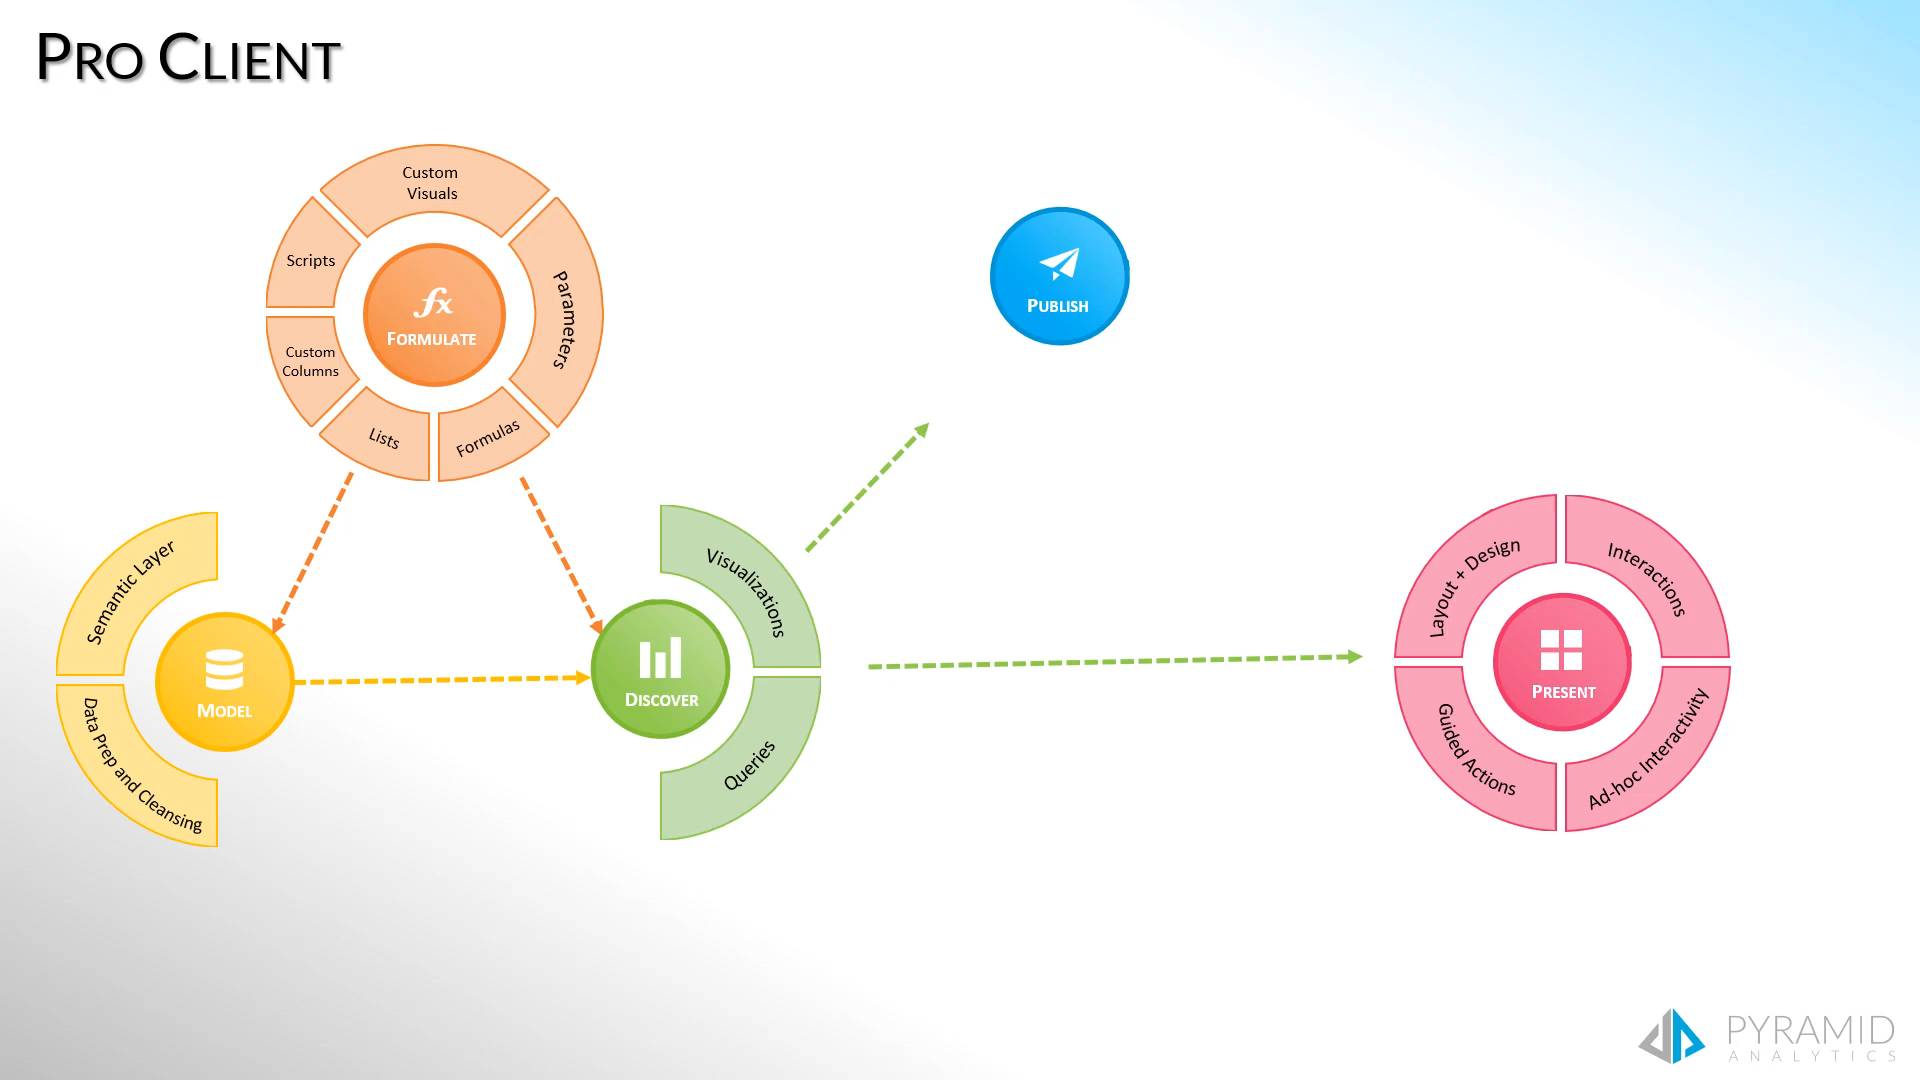 PRO CLIENT
Custom
Visuals
Scripts
Parameters
fx
FORMULATE
Custom
Columns
Lists
Formulas
PUBLISH
Semantic Layer
MODEL
Data Prep and Cleansing
Visualizations
DISCOVER
Queries
Layout + Design
Interactions
PRESENT
Guided Actions
Ad-hoc Interactivity
PYRAMID
ANALYTICS